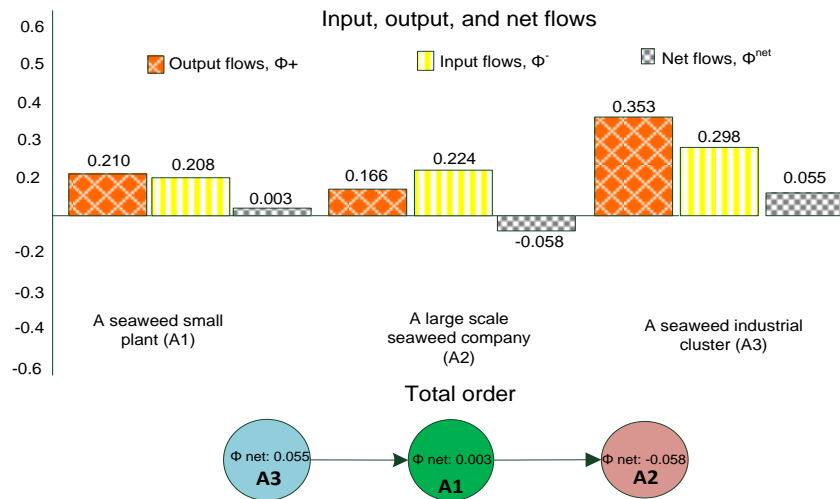 Input, output, and net flows
Output flows, Φ+
Input flows, Φ⁻
Net flows, Φⁿᵉᵗ
0.6
0.5
0.4
0.3
0.2
-0.2
-0.3
-0.4
-0.6
0.210
0.208
0.003
0.166
0.224
-0.058
0.353
0.298
0.055
A seaweed small
plant (A1)
A large scale
seaweed company
(A2)
A seaweed industrial
cluster (A3)
Total order
Φ net: 0.055
A3
Φ net: 0.003
A1
Φ net: -0.058
A2